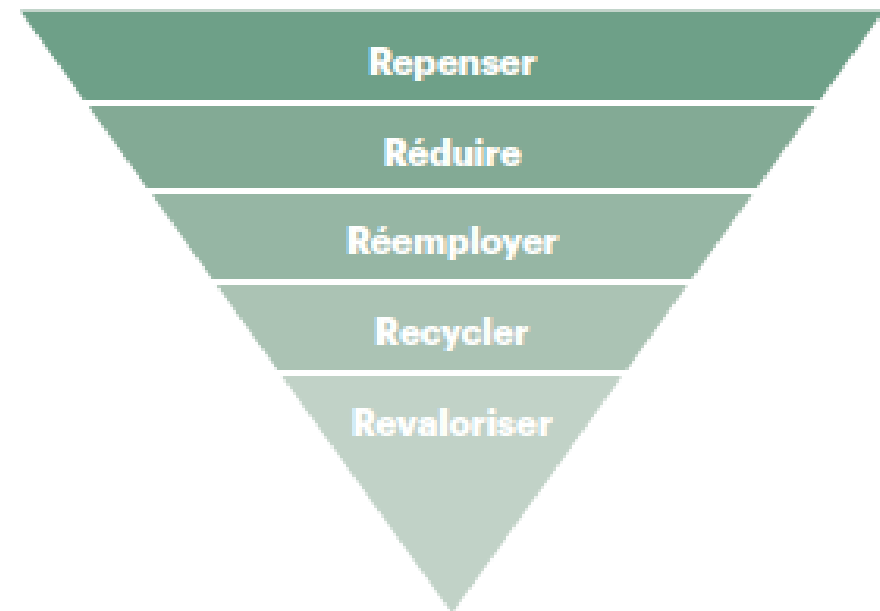 Repenser
Réduire
Réemployer
Recycler
Revaloriser